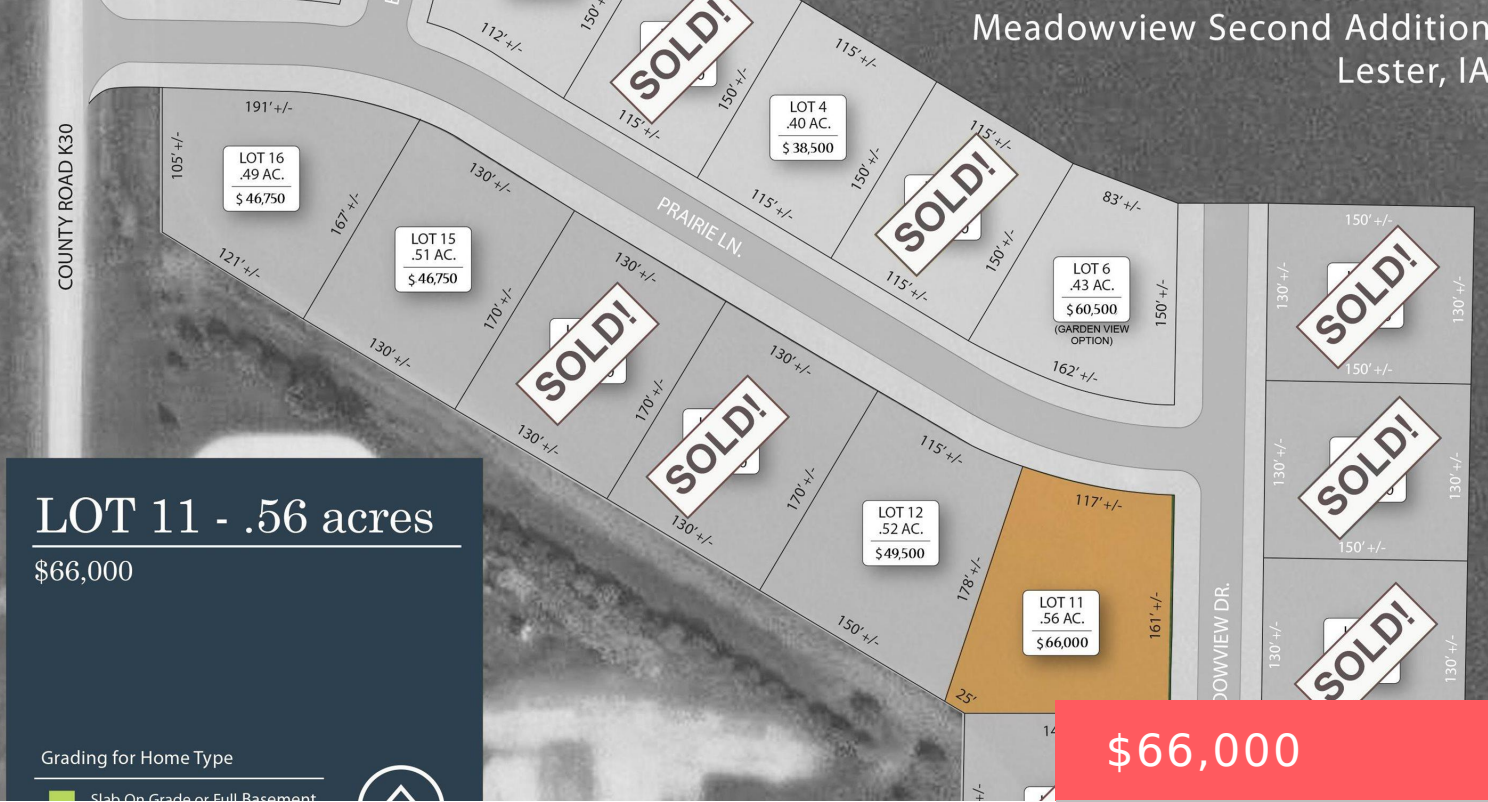 Meadowview Second Addition
Lester, IA
COUNTY ROAD K30
112'+/-
150'+/-
SOLD!
115'+/-
150'+/-
115'+/-
LOT 4
.40 AC.
$ 38,500
115'+/-
150'+/-
115'+/-
SOLD!
115'+/-
150'+/-
83'+/-
LOT 6
.43 AC.
$ 60,500
(GARDEN VIEW
OPTION)
150'+/-
162'+/-
191'+/-
105'+/-
LOT 16
.49 AC.
$ 46,750
167'+/-
121'+/-
130'+/-
LOT 15
.51 AC.
$ 46,750
170'+/-
130'+/-
PRAIRIE LN.
130'+/-
SOLD!
170'+/-
130'+/-
130'+/-
SOLD!
170'+/-
130'+/-
115'+/-
LOT 12
.52 AC.
$ 49,500
178'+/-
150'+/-
117'+/-
LOT 11
.56 AC.
$ 66,000
161'+/-
25'
OWVIEW DR.
150'+/-
130'+/-
SOLD!
130'+/-
150'+/-
130'+/-
SOLD!
130'+/-
150'+/-
130'+/-
SOLD!
130'+/-
LOT 11 - .56 acres
$66,000
Grading for Home Type
Slab On Grade or Full Basement
$66,000